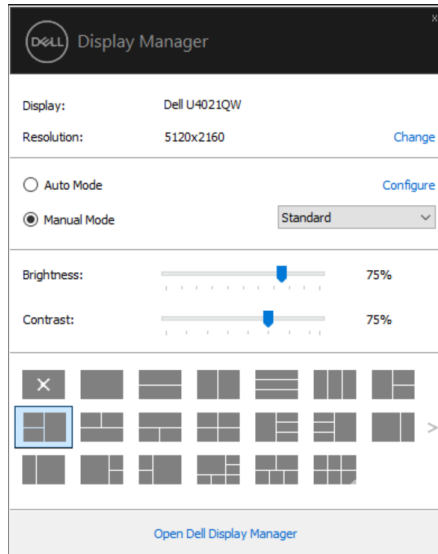 DELL Display Manager
Display: Dell U4021QW
Resolution: 5120x2160 Change
Auto Mode Configure
Manual Mode Standard
Brightness: 75%
Contrast: 75%
Open Dell Display Manager